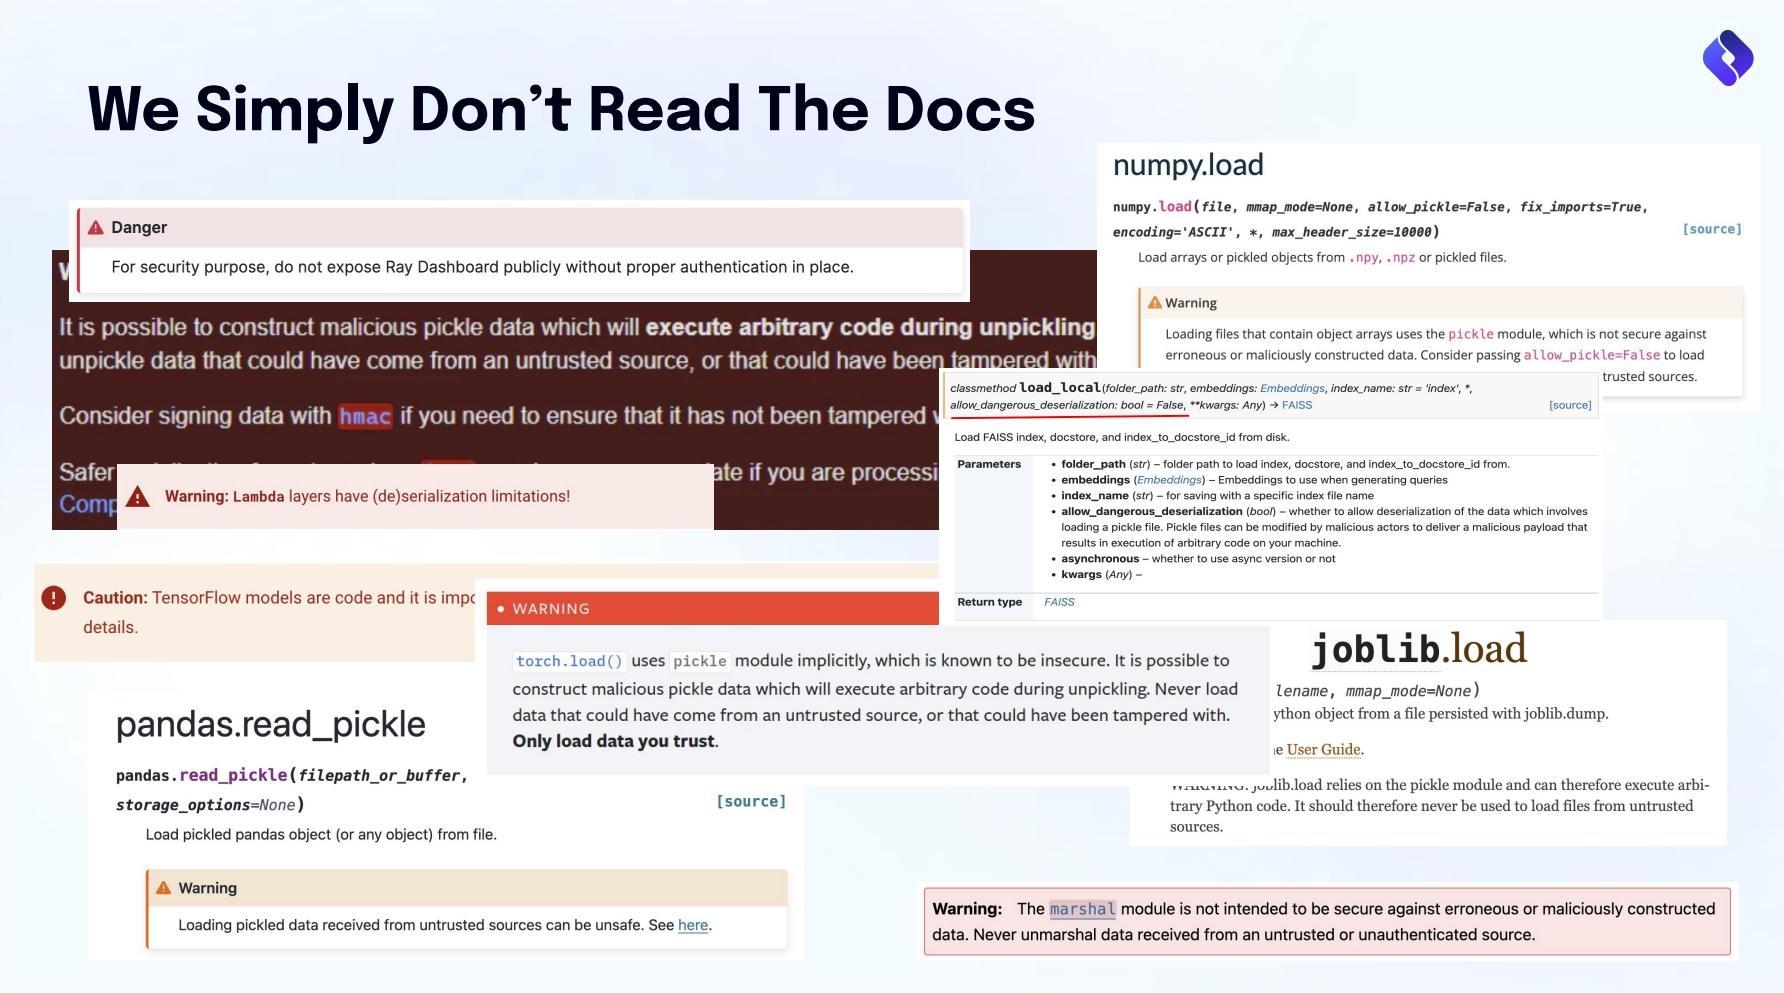 We Simply Don't Read The Docs
Danger
For security purpose, do not expose Ray Dashboard publicly without proper authentication in place.
It is possible to construct malicious pickle data which will execute arbitrary code during unpickling
unpickle data that could have come from an untrusted source, or that could have been tampered with
Consider signing data with hmac if you need to ensure that it has not been tampered
Safer
if you are
Warning: Lambda layers have (de)serialization limitations!
Caution: TensorFlow models are code and it is
details.
numpy.load
numpy.load(file, mmap_mode=None, allow_pickle=False, fix_imports=True,
encoding='ASCII', *, max_header_size=10000)
[source]
Load arrays or pickled objects from .npy, .npz or pickled files.
Warning
Loading files that contain object arrays uses the pickle module, which is not secure against
erroneous or maliciously constructed data. Consider passing allow_pickle=False to load
trusted sources.
classmethod load_local(folder_path: str, embeddings: Embeddings, index_name: str = 'index', *,
allow_dangerous_deserialization: bool = False, **kwargs: Any) → FAISS
[source]
Load FAISS index, docstore, and index_to_docstore_id from disk.
Parameters
• folder_path (str) – folder path to load index, docstore, and index_to_docstore_id from.
• embeddings (Embeddings) – Embeddings to use when generating queries
• index_name (str) – for saving with a specific index file name
• allow_dangerous_deserialization (bool) – whether to allow deserialization of the data which involves
loading a pickle file. Pickle files can be modified by malicious actors to deliver a malicious payload that
results in execution of arbitrary code on your machine.
• asynchronous – whether to use async version or not
• kwargs (Any) –
Return type FAISS
• WARNING
torch.load() uses pickle module implicitly, which is known to be insecure. It is possible to
construct malicious pickle data which will execute arbitrary code during unpickling. Never load
data that could have come from an untrusted source, or that could have been tampered with.
Only load data you trust.
joblib.load
lename, mmap_mode=None)
ython object from a file persisted with joblib.dump.
User Guide.
WARNING: joblib.load relies on the pickle module and can therefore execute arbi-
trary Python code. It should therefore never be used to load files from untrusted
sources.
pandas.read_pickle
pandas.read_pickle(filepath_or_buffer,
storage_options=None)
[source]
Load pickled pandas object (or any object) from file.
Warning
Loading pickled data received from untrusted sources can be unsafe. See here.
Warning: The marshal module is not intended to be secure against erroneous or maliciously constructed
data. Never unmarshal data received from an untrusted or unauthenticated source.